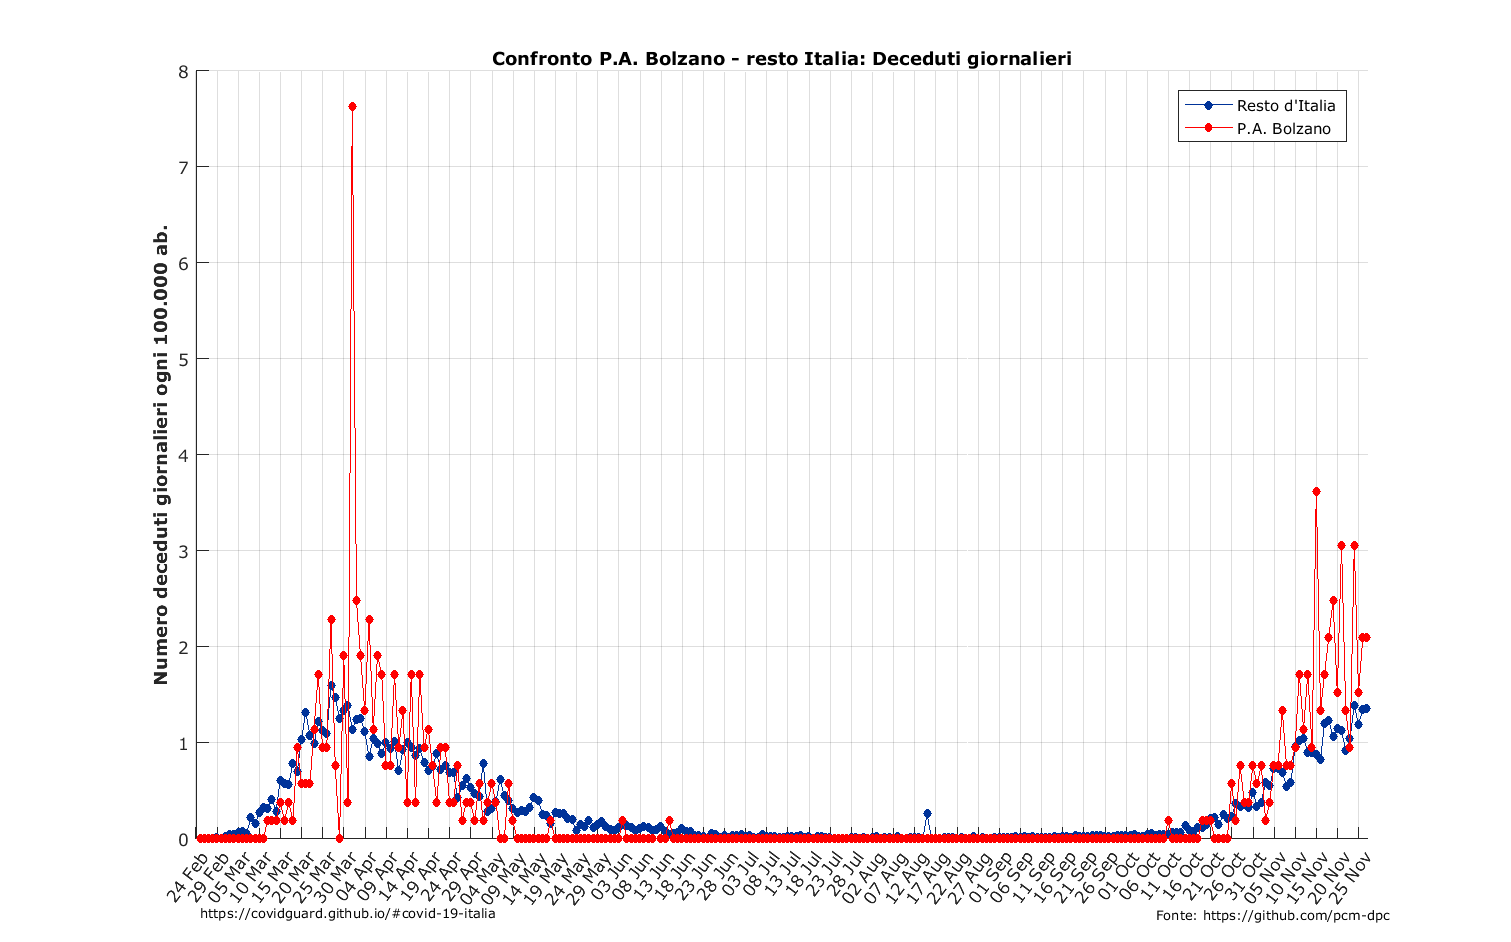 Confronto P.A. Bolzano - resto Italia: Deceduti giornalieri
Resto d'Italia
P.A. Bolzano
Numero deceduti giornalieri ogni 100.000 ab.
8
7
6
5
4
3
2
1
0
24 Feb
29 Feb
05 Mar
10 Mar
15 Mar
20 Mar
25 Mar
30 Mar
04 Apr
09 Apr
14 Apr
19 Apr
24 Apr
29 Apr
04 May
09 May
14 May
19 May
24 May
29 May
03 Jun
08 Jun
13 Jun
18 Jun
23 Jun
28 Jun
03 Jul
08 Jul
13 Jul
18 Jul
23 Jul
28 Jul
02 Aug
07 Aug
12 Aug
17 Aug
22 Aug
27 Aug
01 Sep
06 Sep
11 Sep
16 Sep
21 Sep
26 Sep
01 Oct
06 Oct
11 Oct
16 Oct
21 Oct
26 Oct
31 Oct
05 Nov
10 Nov
15 Nov
20 Nov
25 Nov
https://covidguard.github.io/#covid-19-italia
Fonte: https://github.com/pcm-dpc